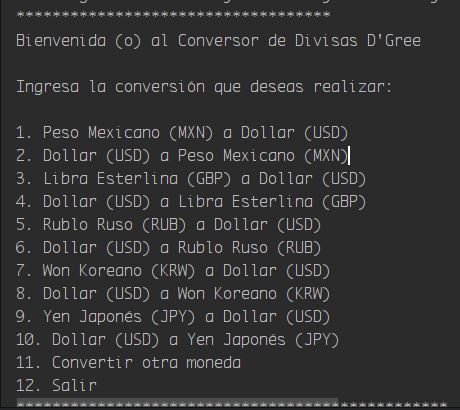 ***********************************
Bienvenida (o) al Conversor de Divisas D'Gree
Ingresa la conversión que deseas realizar:
1. Peso Mexicano (MXN) a Dollar (USD)
2. Dollar (USD) a Peso Mexicano (MXN)
3. Libra Esterlina (GBP) a Dollar (USD)
4. Dollar (USD) a Libra Esterlina (GBP)
5. Rublo Ruso (RUB) a Dollar (USD)
6. Dollar (USD) a Rublo Ruso (RUB)
7. Won Koreano (KRW) a Dollar (USD)
8. Dollar (USD) a Won Koreano (KRW)
9. Yen Japonés (JPY) a Dollar (USD)
10. Dollar (USD) a Yen Japonés (JPY)
11. Convertir otra moneda
12. Salir
***************************************************